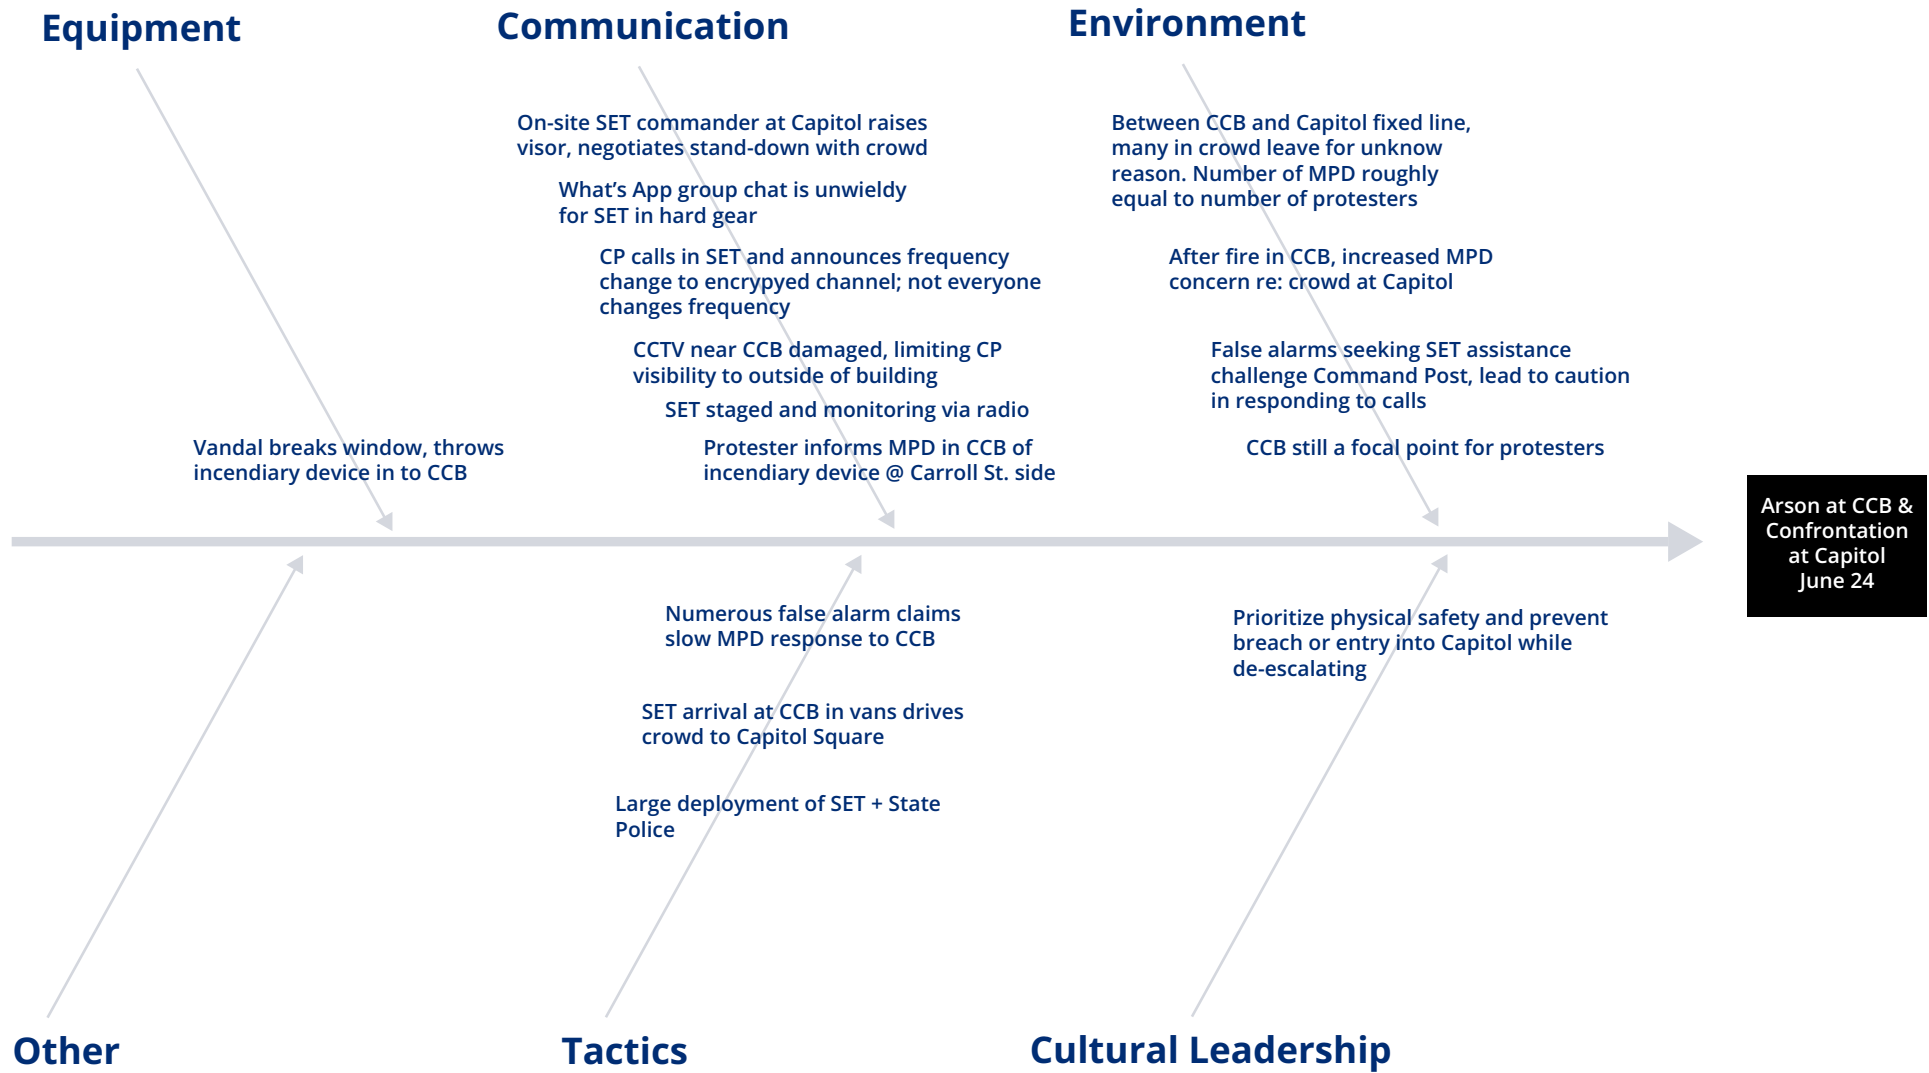 Equipment
Communication
Environment
On-site SET commander at Capitol raises
visor, negotiates stand-down with crowd
What's App group chat is unwieldy
for SET in hard gear
CP calls in SET and announces frequency
change to encrypyed channel; not everyone
changes frequency
CCTV near CCB damaged, limiting CP
visibility to outside of building
SET staged and monitoring via radio
Protester informs MPD in CCB of
incendiary device @ Carroll St. side
Between CCB and Capitol fixed line,
many in crowd leave for unknow
reason. Number of MPD roughly
equal to number of protesters
After fire in CCB, increased MPD
concern re: crowd at Capitol
False alarms seeking SET assistance
challenge Command Post, lead to caution
in responding to calls
CCB still a focal point for protesters
Vandal breaks window, throws
incendiary device in to CCB
Arson at CCB &
Confrontation
at Capitol
June 24
Numerous false alarm claims
slow MPD response to CCB
SET arrival at CCB in vans drives
crowd to Capitol Square
Large deployment of SET + State
Police
Prioritize physical safety and prevent
breach or entry into Capitol while
de-escalating
Other
Tactics
Cultural Leadership